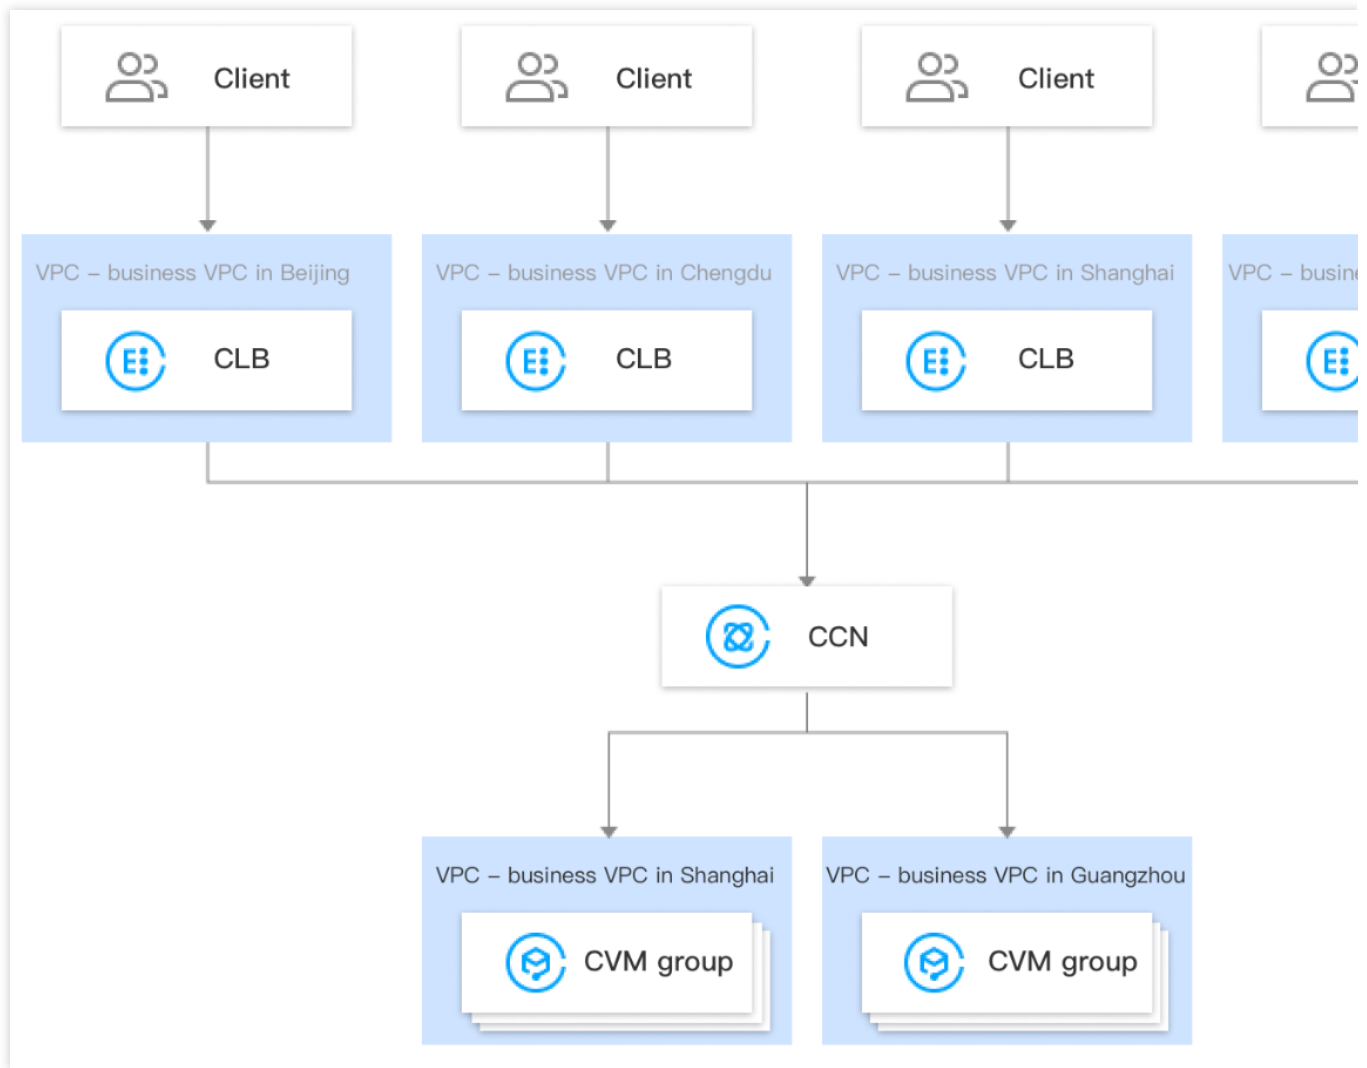 Client
Client
Client
VPC – business VPC in Beijing
VPC – business VPC in Chengdu
VPC – business VPC in Shanghai
VPC –
CLB
CLB
CLB
CCN
VPC – business VPC in Shanghai
VPC – business VPC in Guangzhou
CVM group
CVM group